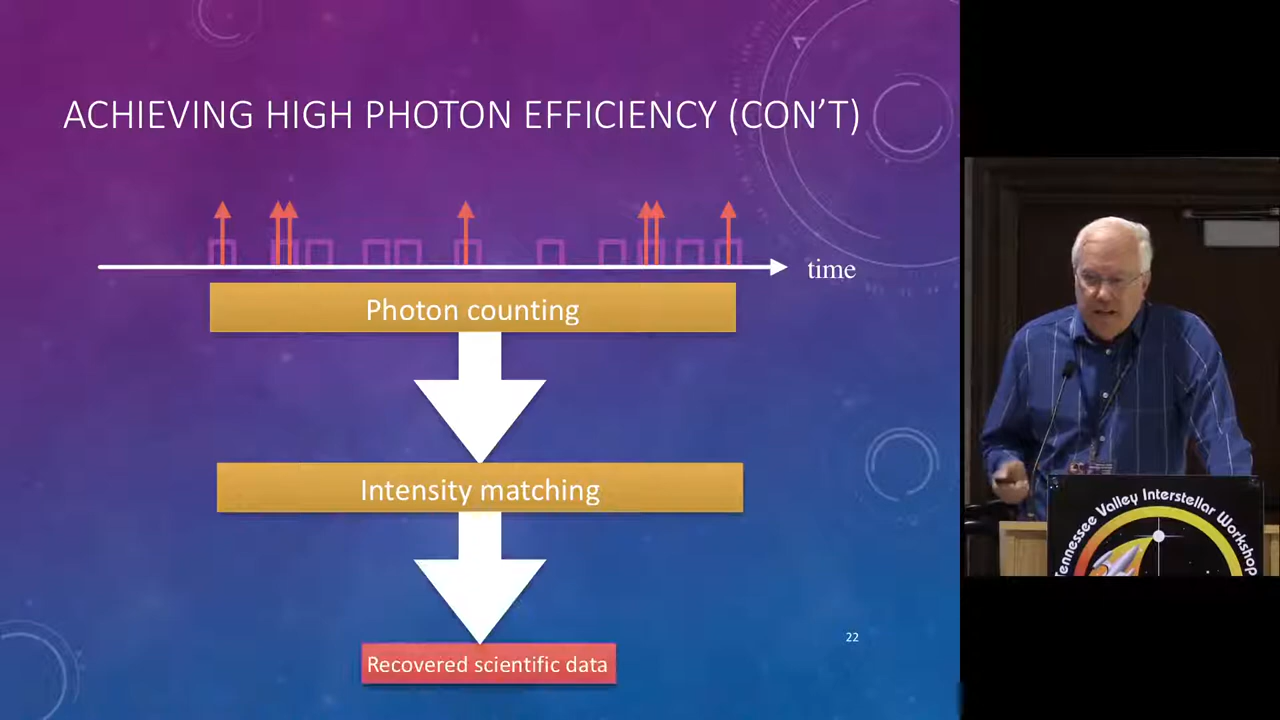 ACHIEVING HIGH PHOTON EFFICIENCY (CON'T)
time
Photon counting
Intensity matching
Recovered scientific data
22
Tennessee Valley Interstellar Workshop